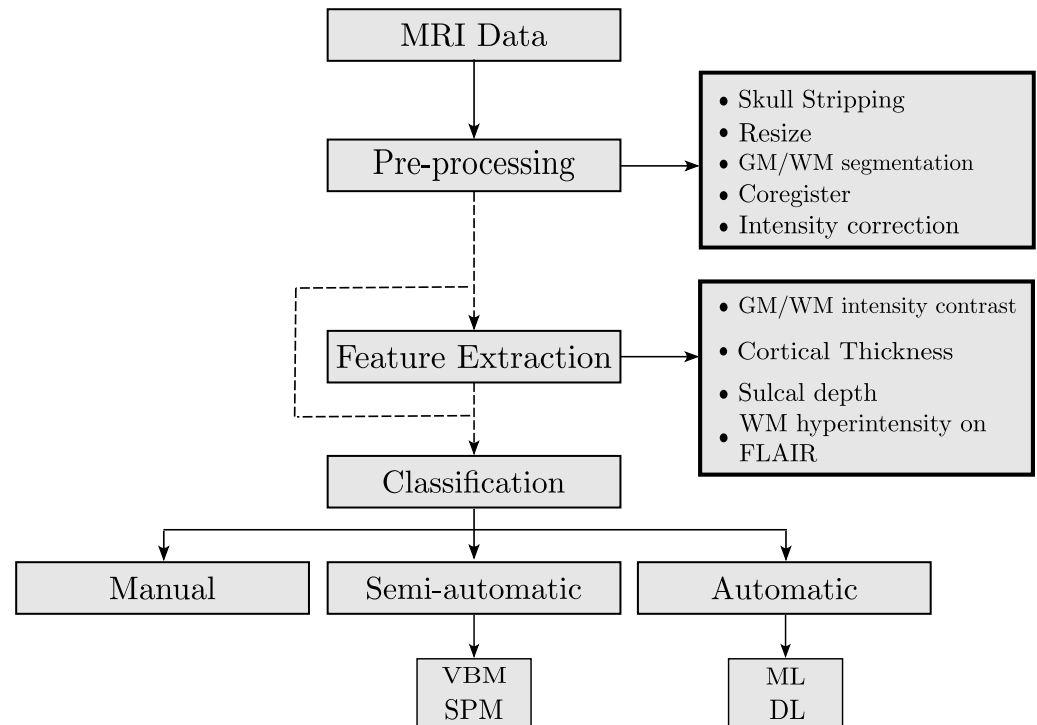 MRI Data
Pre-processing
• Skull Stripping
• Resize
• GM/WM segmentation
• Coregister
• Intensity correction
Feature Extraction
• GM/WM intensity contrast
• Cortical Thickness
• Sulcal depth
• WM hyperintensity on
FLAIR
Classification
Manual
Semi-automatic
Automatic
VBM
SPM
ML
DL